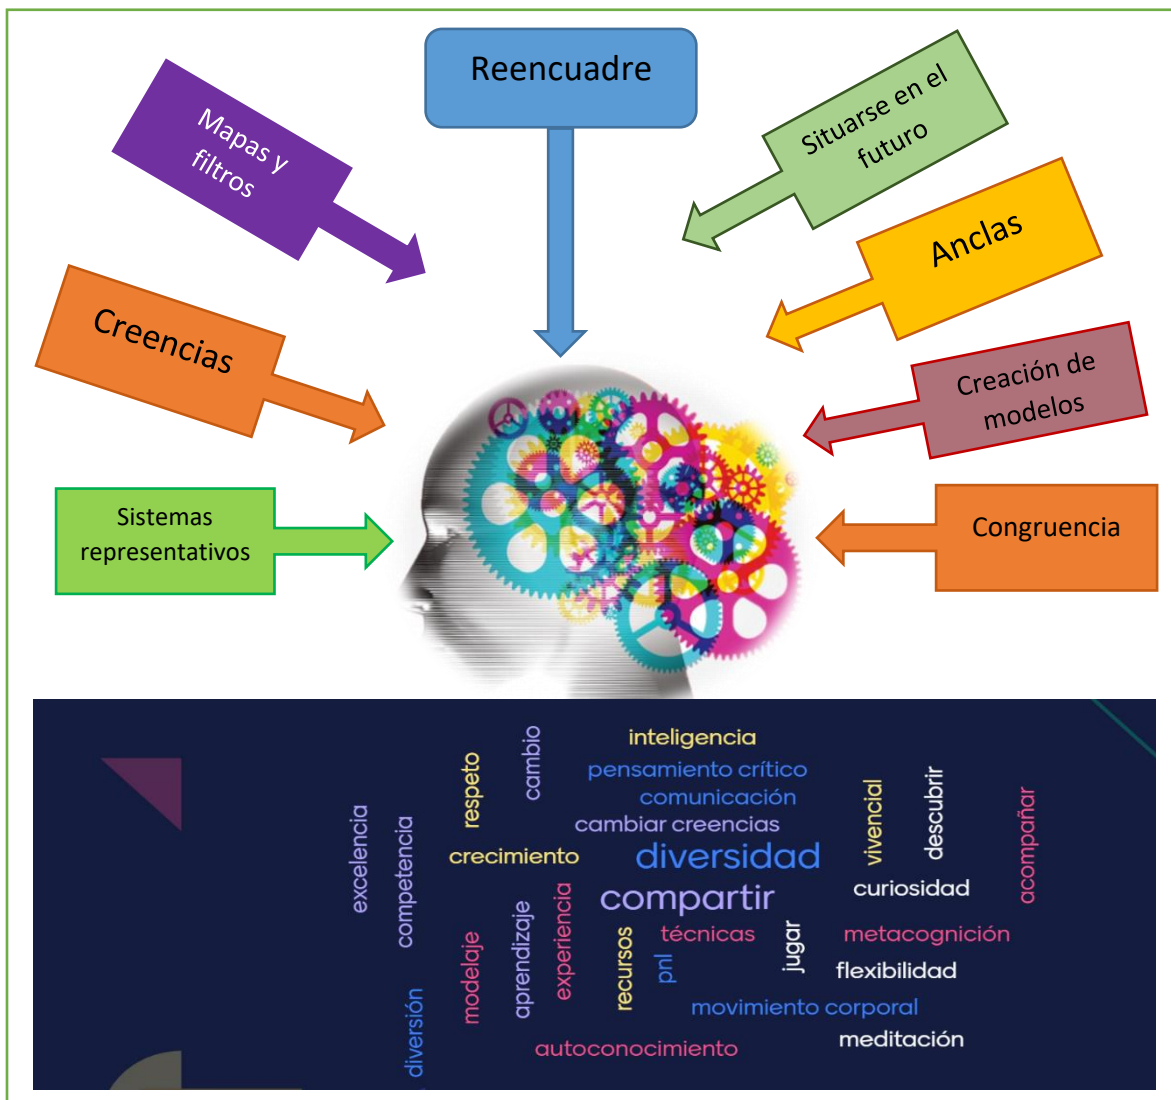 Reencuadre
Mapas y
filtros
Situarse en el
futuro
Anclas
Creencias
Creación de
modelos
Sistemas
representativos
Congruencia
inteligencia
cambio
respeto
pensamiento crítico
comunicación
cambiar creencias
vivencial
descubrir
acompañar
excelencia
competencia
crecimiento
diversidad
compartir
curiosidad
modelaje
aprendizaje
experiencia
recursos
técnicas
pnl
jugar
metacognición
flexibilidad
diversión
movimiento corporal
meditación
autoconocimiento